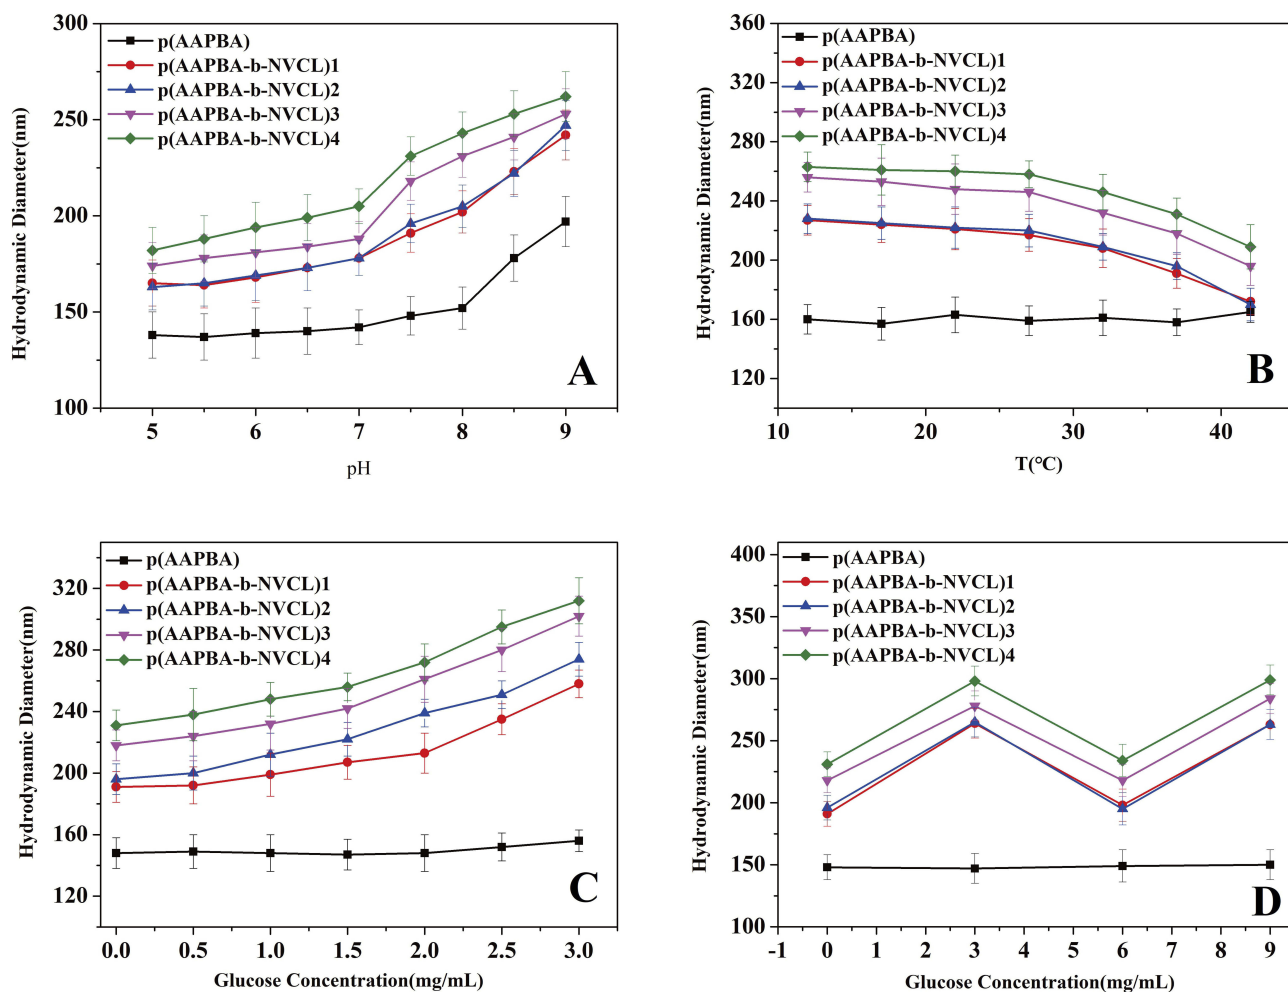 300
250
200
150
100
Hydrodynamic Diameter(nm)
p(AAPBA)
p(AAPBA-b-NVCL)1
p(AAPBA-b-NVCL)2
p(AAPBA-b-NVCL)3
p(AAPBA-b-NVCL)4
A
5 6 7 8 9
pH
360
320
280
240
200
160
120
Hydrodynamic Diameter(nm)
p(AAPBA)
p(AAPBA-b-NVCL)1
p(AAPBA-b-NVCL)2
p(AAPBA-b-NVCL)3
p(AAPBA-b-NVCL)4
B
10 20 30 40
T(°C)
320
280
240
200
160
120
Hydrodynamic Diameter(nm)
p(AAPBA)
p(AAPBA-b-NVCL)1
p(AAPBA-b-NVCL)2
p(AAPBA-b-NVCL)3
p(AAPBA-b-NVCL)4
C
0.0 0.5 1.0 1.5 2.0 2.5 3.0
Glucose Concentration(mg/mL)
400
350
300
250
200
150
100
Hydrodynamic Diameter(nm)
p(AAPBA)
p(AAPBA-b-NVCL)1
p(AAPBA-b-NVCL)2
p(AAPBA-b-NVCL)3
p(AAPBA-b-NVCL)4
D
-1 0 1 2 3 4 5 6 7 8 9
Glucose Concentration(mg/mL)